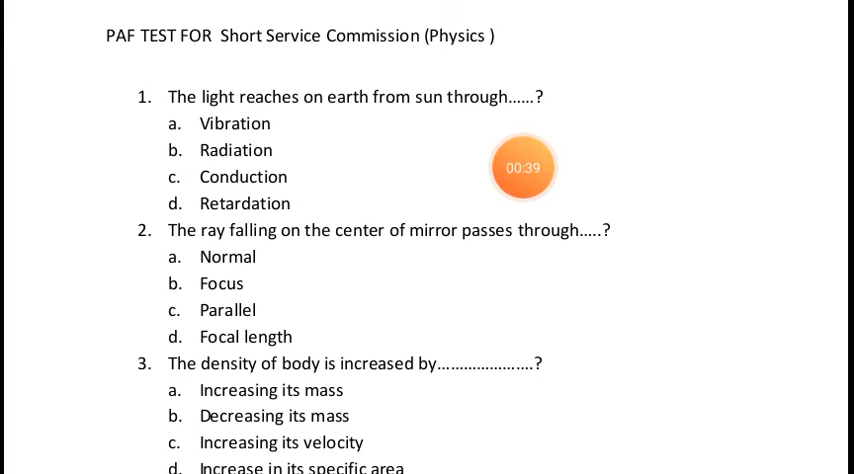 PAF TEST FOR Short Service Commission (Physics )
1. The light reaches on earth from sun through......?
a. Vibration
b. Radiation
00:39
c. Conduction
d. Retardation
2. The ray falling on the center of mirror passes through.....?
a. Normal
b. Focus
c. Parallel
d. Focal length
3. The density of body is increased by.....................?
a. Increasing its mass
b. Decreasing its mass
c. Increasing its velocity
d. Increase in its specific area